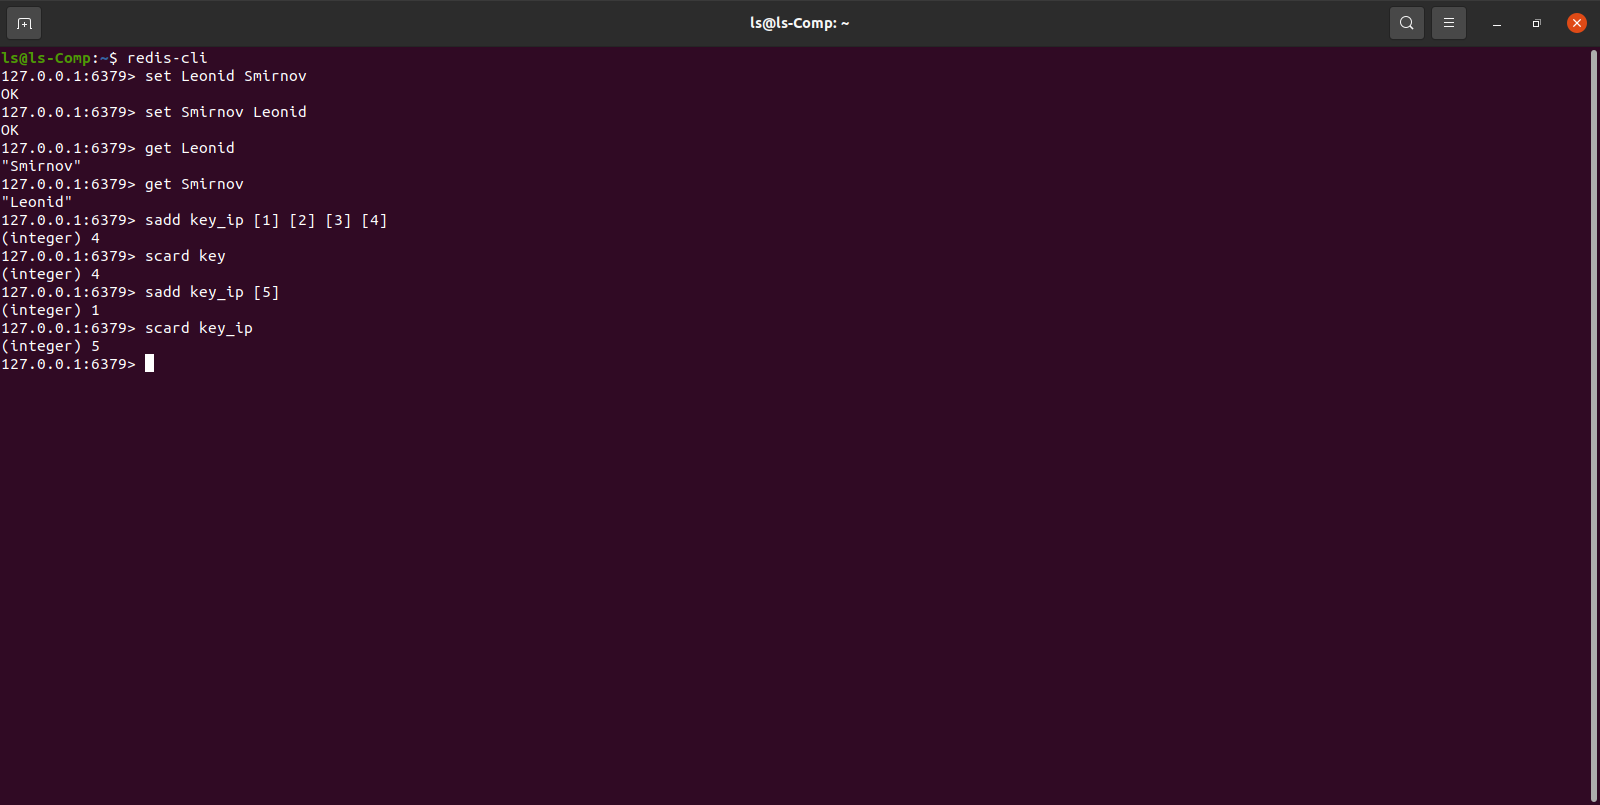 ls@ls-Comp: ~
ls@ls-Comp:~$ redis-cli
127.0.0.1:6379> set Leonid Smirnov
OK
127.0.0.1:6379> set Smirnov Leonid
OK
127.0.0.1:6379> get Leonid
"Smirnov"
127.0.0.1:6379> get Smirnov
"Leonid"
127.0.0.1:6379> sadd key_ip [1] [2] [3] [4]
(integer) 4
127.0.0.1:6379> scard key
(integer) 4
127.0.0.1:6379> sadd key_ip [5]
(integer) 1
127.0.0.1:6379> scard key_ip
(integer) 5
127.0.0.1:6379>